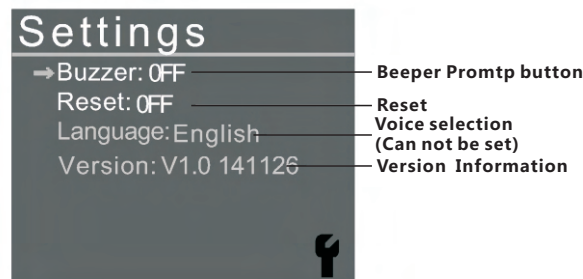 Settings
Buzzer: 0FF
Beeper Promtp button
Reset: 0FF
Reset
Language: English
Voice selection
(Can not be set)
Version: V1.0 141126
Version Information